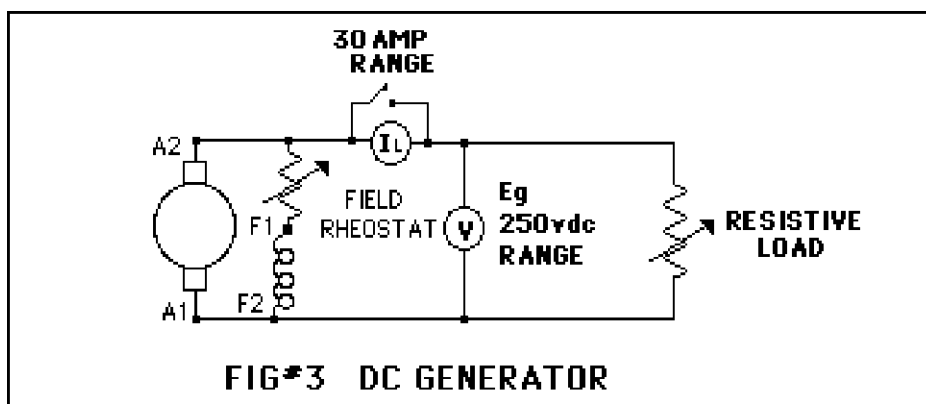 30 AMP
RANGE
A2
IL
FIELD
RHEOSTAT
F1
V
Eg
250vdc
RANGE
RESISTIVE
LOAD
F2
A1
FIG#3 DC GENERATOR